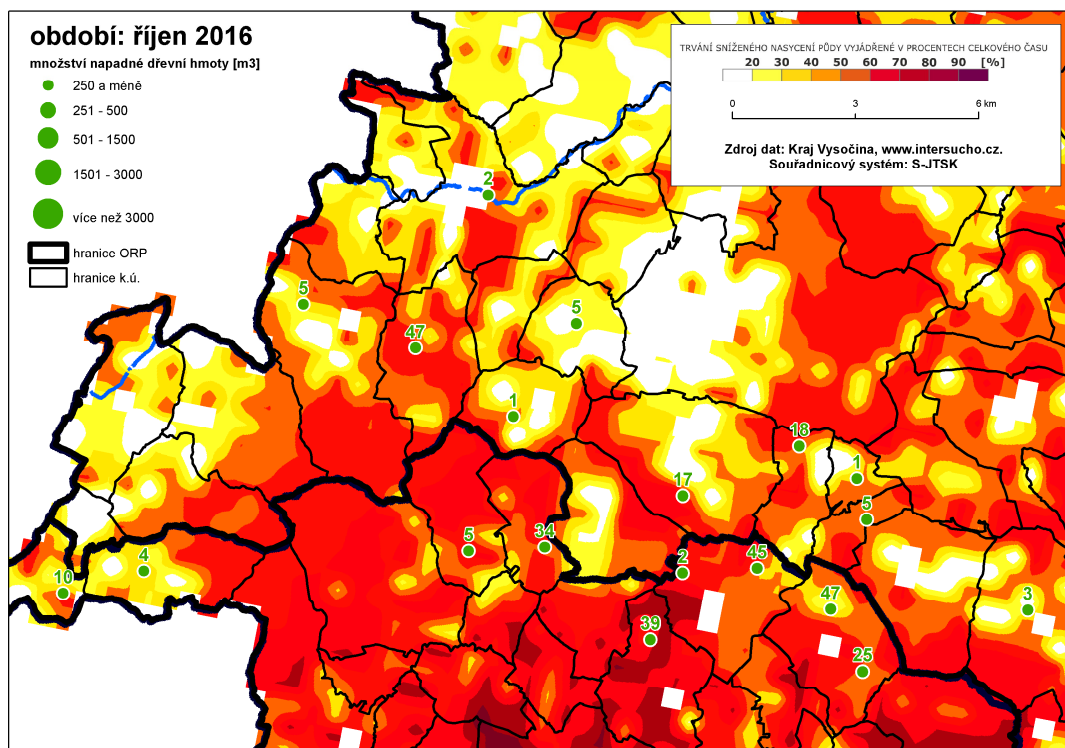 období: říjen 2016
množství napadné dřevní hmoty [m3]
250 a méně
251 - 500
501 - 1500
1501 - 3000
více než 3000
hranice ORP
hranice k.ú.
TRVÁNÍ SNÍŽENÉHO NASYCENÍ PŮDY VYJÁDŘENÉ V PROCENTECH CELKOVÉHO ČASU
20 30 40 50 60 70 80 90 [%]
0 3 6 km
Zdroj dat: Kraj Vysočina, www.intersucho.cz.
Souřadnicový systém: S-JTSK
2
5
5
47
1
18
1
17
5
34
5
4
2
45
10
47
3
39
25